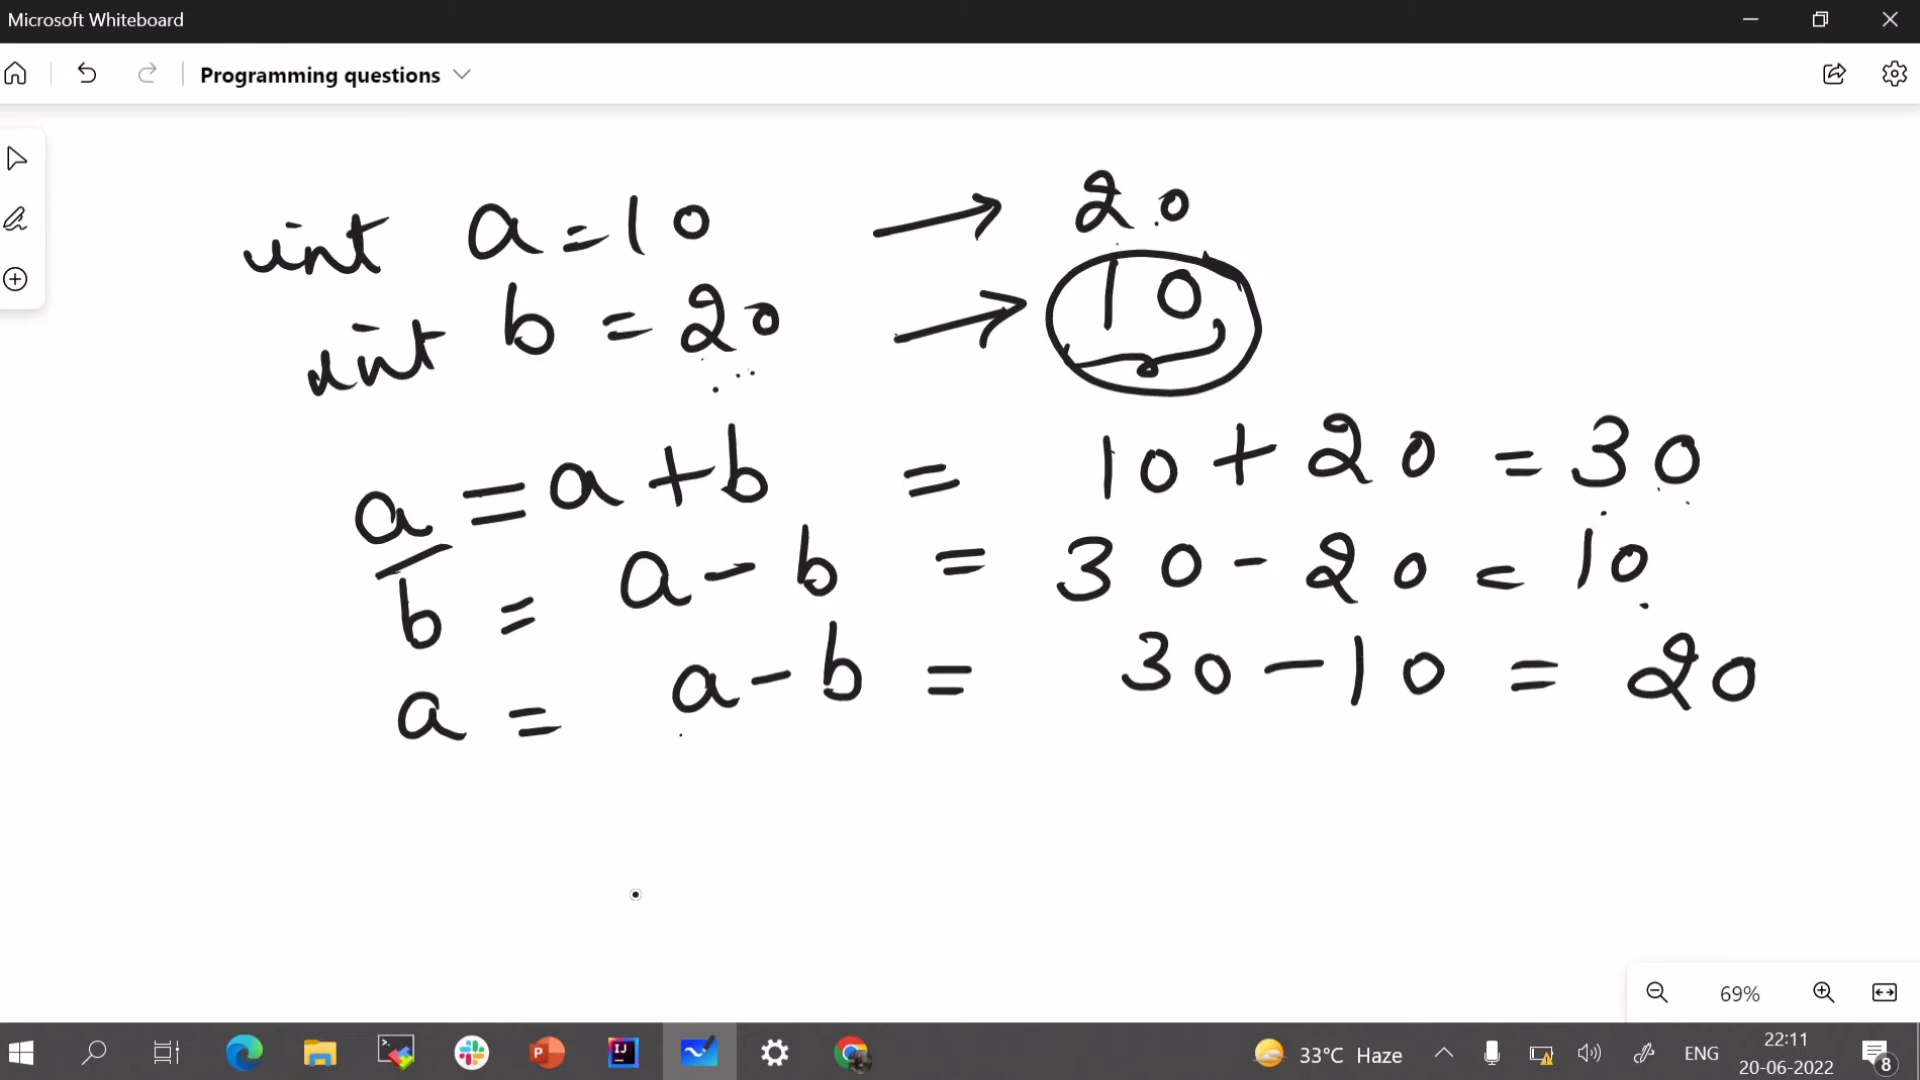 Microsoft Whiteboard
Programming questions
int a = 10 → 20
int b = 20 → 10
a = a + b = 10 + 20 = 30
b = a - b = 30 - 20 = 10
a = a - b = 30 - 10 = 20
69%
33°C Haze
ENG
22:11
20-06-2022
8